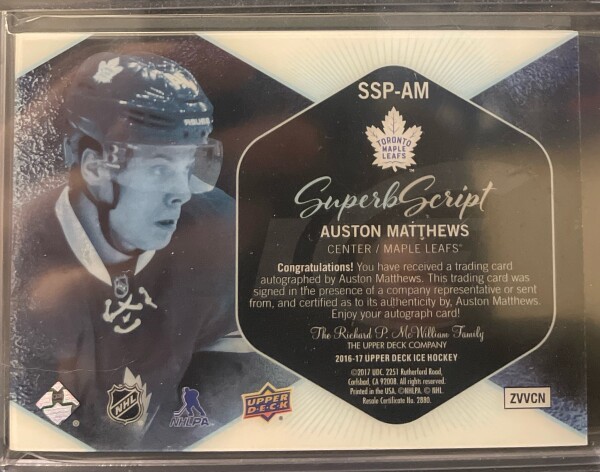 SSP-AM
TORONTO
MAPLE
LEAFS
SuperbScript
AUSTON MATTHEWS
CENTER / MAPLE LEAFS
Congratulations! You have received a trading card
autographed by Auston Matthews. This trading card was
signed in the presence of a company representative or sent
from, and certified as to its authenticity by, Auston Matthews.
Enjoy your autograph card!
The Richard P. McWilliam Family
THE UPPER DECK COMPANY
2016-17 UPPER DECK ICE HOCKEY
©2017 UDC. 2251 Rutherford Road,
Carlsbad, CA 92008. All rights reserved.
Printed in the USA. ©NHLPA. © NHL.
Resale Certificate No. 2880.
NHL
NHLPA
UPPER
DECK
ZVVCN